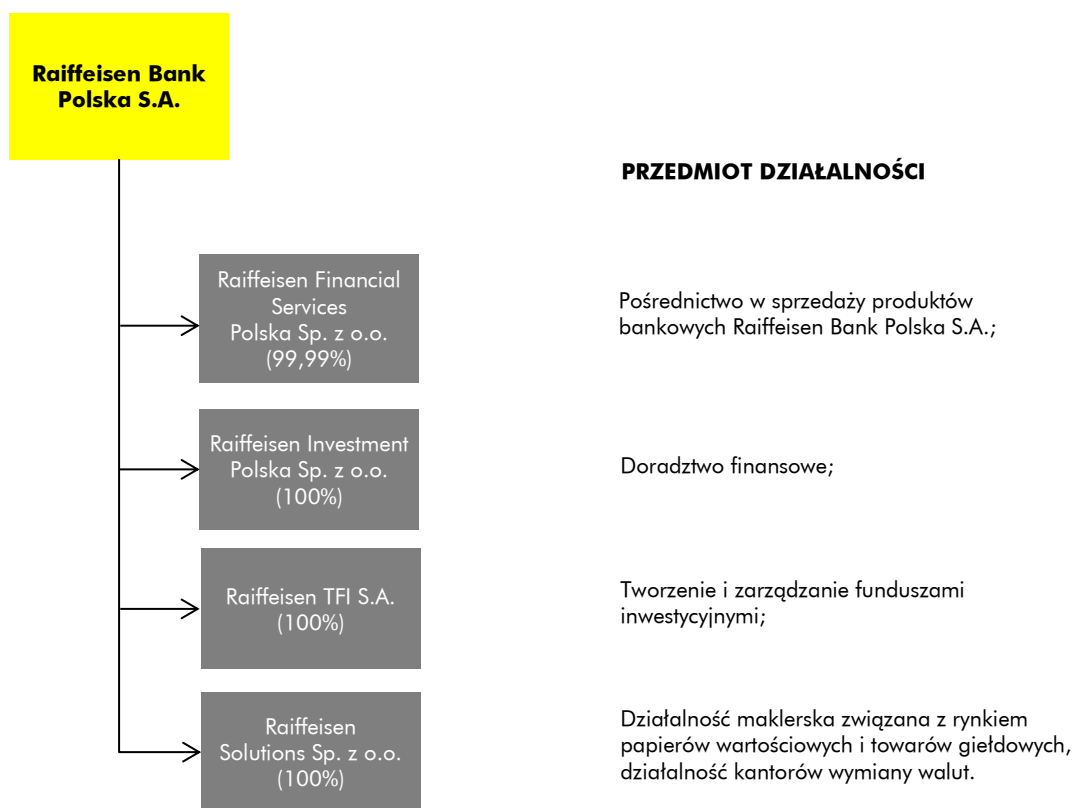 Raiffeisen Bank
Polska S.A.
PRZEDMIOT DZIAŁALNOŚCI
Raiffeisen Financial
Services
Polska Sp. z o.o.
(99,99%)
Pośrednictwo w sprzedaży produktów
bankowych Raiffeisen Bank Polska S.A.;
Raiffeisen Investment
Polska Sp. z o.o.
(100%)
Doradztwo finansowe;
Raiffeisen TFI S.A.
(100%)
Tworzenie i zarządzanie funduszami
inwestycyjnymi;
Raiffeisen
Solutions Sp. z o.o.
(100%)
Działalność maklerska związana z rynkiem
papierów wartościowych i towarów giełdowych,
działalność kantorów wymiany walut.